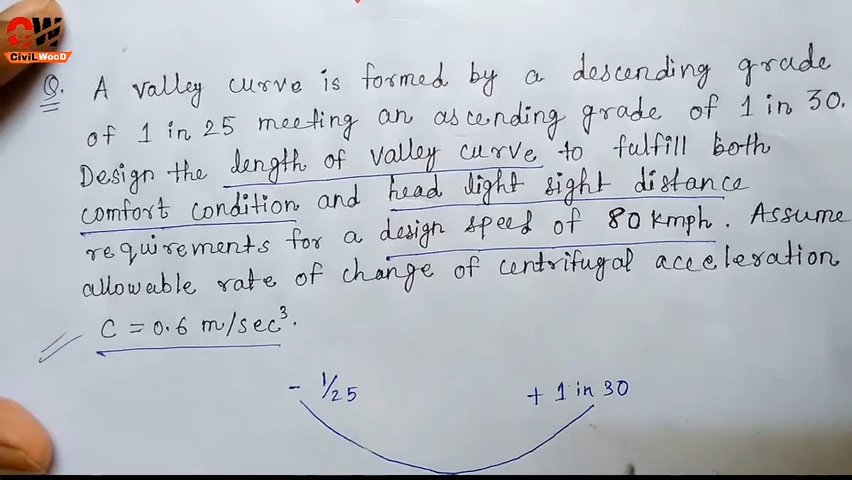 CW
CiviLWooD
Q. A valley curve is formed by a descending grade
of 1 in 25 meeting an ascending grade of 1 in 30.
Design the length of valley curve to fulfill both
comfort condition and head light sight distance
requirements for a design speed of 80 kmph. Assume
allowable rate of change of centrifugal acceleration
C = 0.6 m/sec³.
- 1/25 + 1 in 30